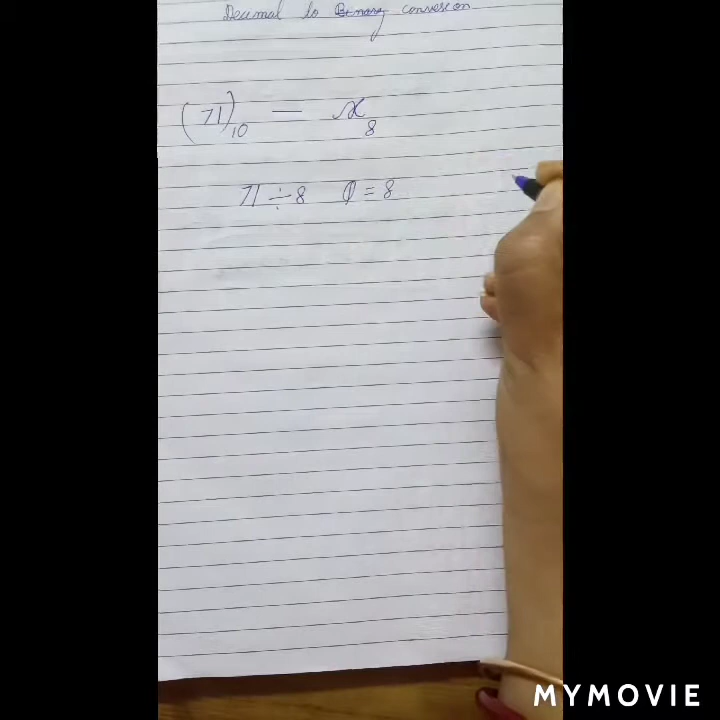 Decimal to Binary conversion
(71)10 = x8
71 ÷ 8 Q = 8
MYMOVIE